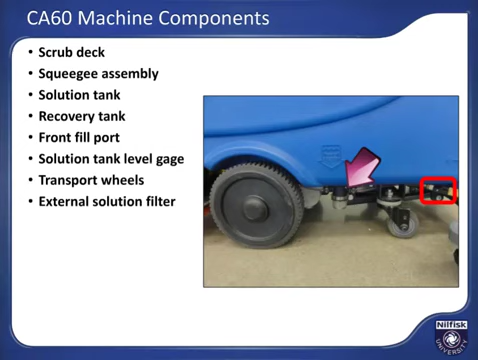 CA60 Machine Components
• Scrub deck
• Squeegee assembly
• Solution tank
• Recovery tank
• Front fill port
• Solution tank level gage
• Transport wheels
• External solution filter
Nilfisk
UNIVERSITY